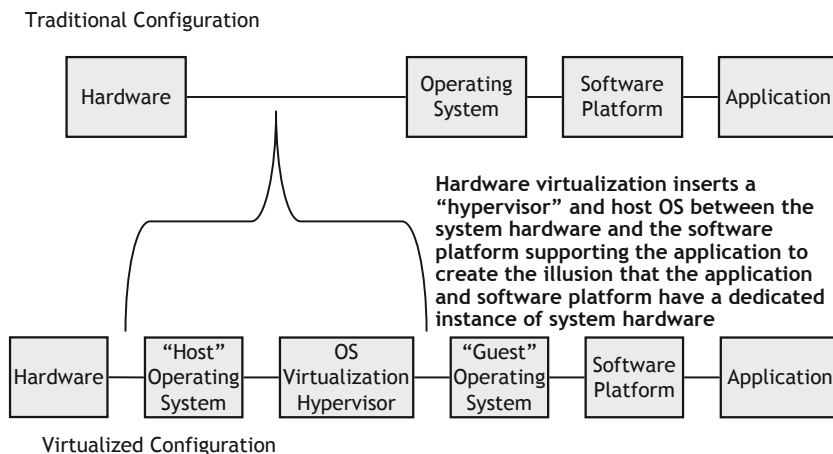 Traditional Configuration
Hardware
Operating
System
Software
Platform
Application
Hardware virtualization inserts a
“hypervisor” and host OS between the
system hardware and the software
platform supporting the application to
create the illusion that the application
and software platform have a dedicated
instance of system hardware
Hardware
“Host”
Operating
System
OS
Virtualization
Hypervisor
“Guest”
Operating
System
Software
Platform
Application
Virtualized Configuration